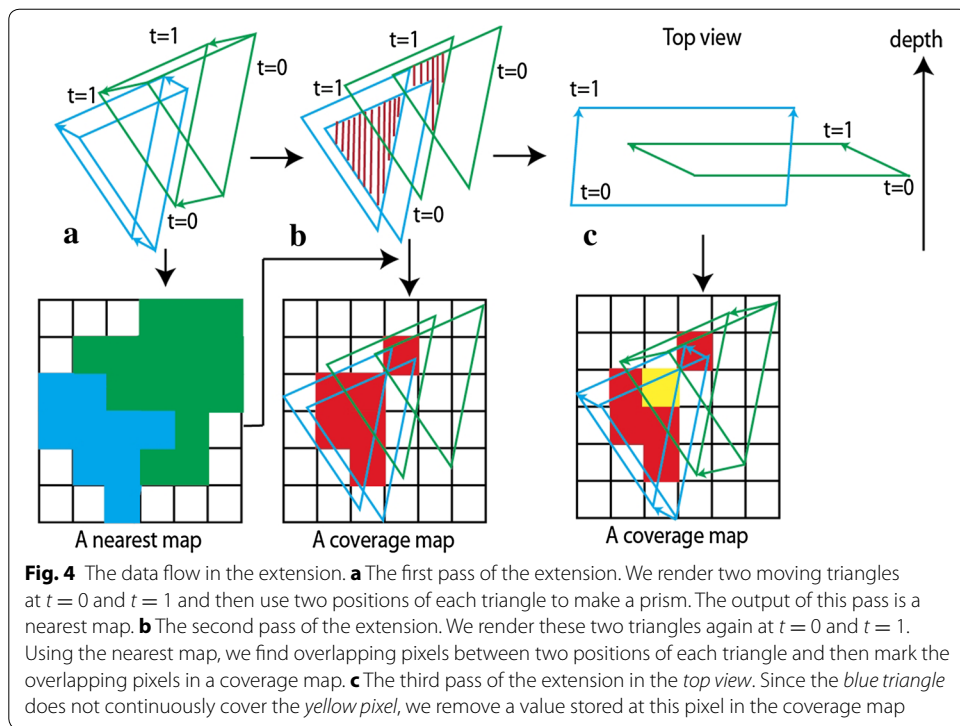 t=1
t=0
t=1
t=0
a
t=1
t=0
t=1
t=0
b
Top view
depth
t=1
t=1
t=0
t=0
c
A nearest map
A coverage map
A coverage map
Fig. 4 The data flow in the extension. a The first pass of the extension. We render two moving triangles
at t = 0 and t = 1 and then use two positions of each triangle to make a prism. The output of this pass is a
nearest map. b The second pass of the extension. We render these two triangles again at t = 0 and t = 1.
Using the nearest map, we find overlapping pixels between two positions of each triangle and then mark the
overlapping pixels in a coverage map. c The third pass of the extension in the top view. Since the blue triangle
does not continuously cover the yellow pixel, we remove a value stored at this pixel in the coverage map